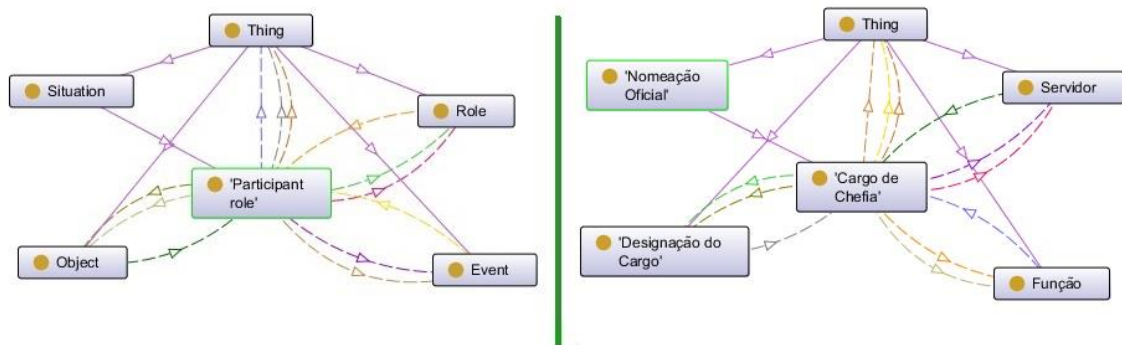 Thing
Situation
Role
'Participant
role'
Object
Event
Thing
'Nomeação
Oficial'
Servidor
'Cargo de
Chefia'
'Designação do
Cargo'
Função